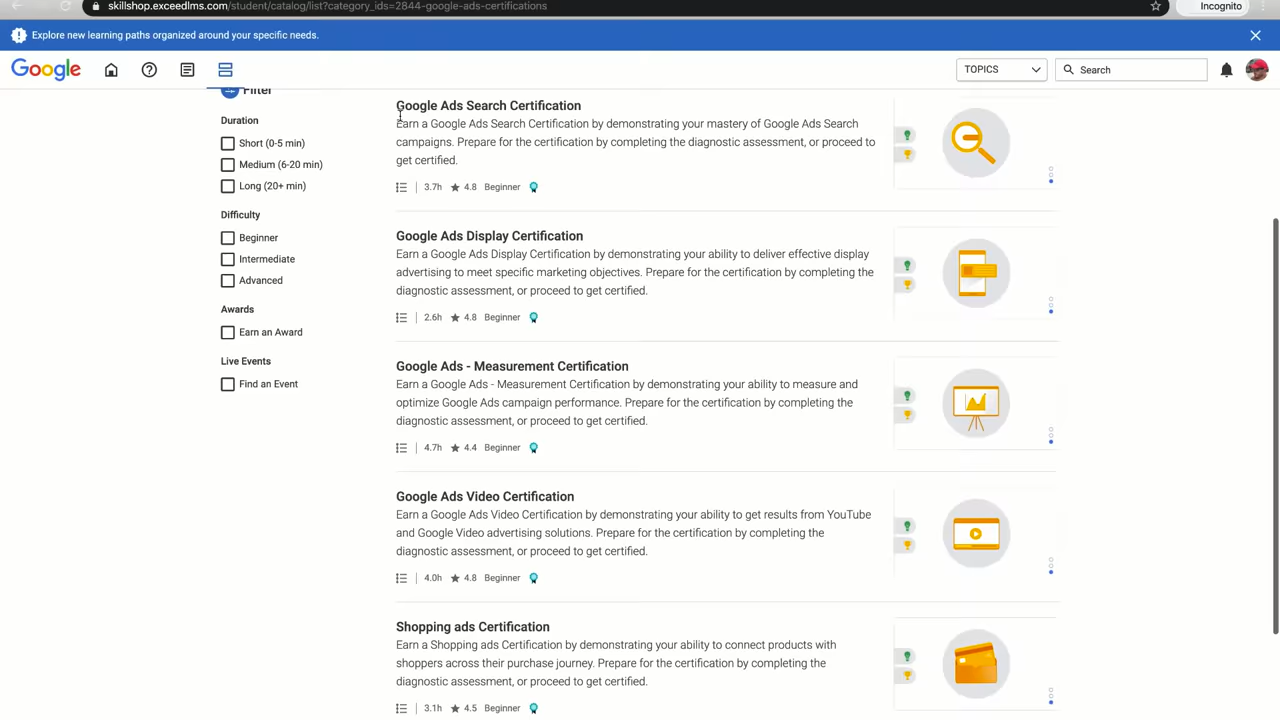 skillshop.exceedlms.com/student/catalog/list?category_ids=2844-google-ads-certifications
Incognito
Explore new learning paths organized around your specific needs.
Google
TOPICS
Search
Filter
Duration
Short (0-5 min)
Medium (6-20 min)
Long (20+ min)
Difficulty
Beginner
Intermediate
Advanced
Awards
Earn an Award
Live Events
Find an Event
Google Ads Search Certification
Earn a Google Ads Search Certification by demonstrating your mastery of Google Ads Search
campaigns. Prepare for the certification by completing the diagnostic assessment, or proceed to
get certified.
3.7h 4.8 Beginner
Google Ads Display Certification
Earn a Google Ads Display Certification by demonstrating your ability to deliver effective display
advertising to meet specific marketing objectives. Prepare for the certification by completing the
diagnostic assessment, or proceed to get certified.
2.6h 4.8 Beginner
Google Ads - Measurement Certification
Earn a Google Ads - Measurement Certification by demonstrating your ability to measure and
optimize Google Ads campaign performance. Prepare for the certification by completing the
diagnostic assessment, or proceed to get certified.
4.7h 4.4 Beginner
Google Ads Video Certification
Earn a Google Ads Video Certification by demonstrating your ability to get results from YouTube
and Google Video advertising solutions. Prepare for the certification by completing the
diagnostic assessment, or proceed to get certified.
4.0h 4.8 Beginner
Shopping ads Certification
Earn a Shopping ads Certification by demonstrating your ability to connect products with
shoppers across their purchase journey. Prepare for the certification by completing the
diagnostic assessment, or proceed to get certified.
3.1h 4.5 Beginner